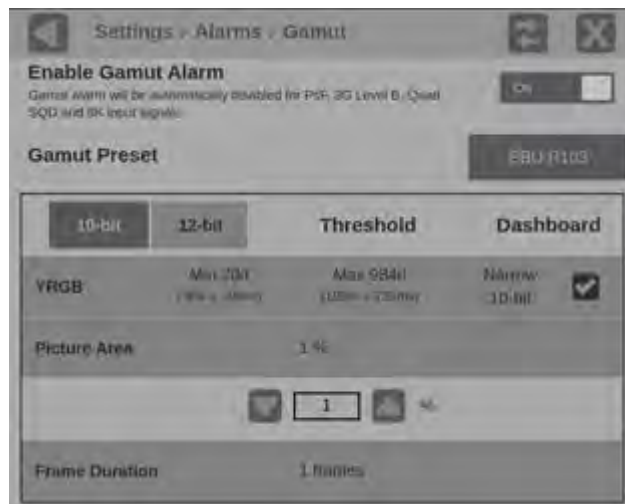 Settings › Alarms › Gamut
Enable Gamut Alarm
Gamut alarm will be automatically disabled for PsF, 3G Level B, Quad
SQD and 8K input signals.
On
Gamut Preset
EBU R103
10-bit 12-bit Threshold Dashboard
YRGB Min 20d Max 984d Narrow
10-bit
Picture Area 1 %
1 %
Frame Duration 1 frames